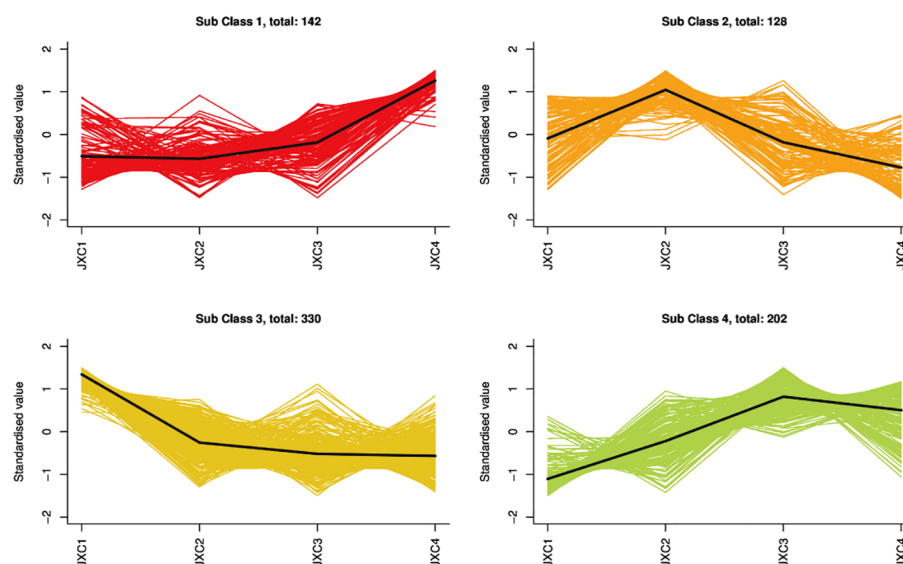 Sub Class 1, total: 142
Standardised value
2
1
0
−1
−2
JXC1
JXC2
JXC3
JXC4
Sub Class 2, total: 128
Standardised value
2
1
0
−1
−2
JXC1
JXC2
JXC3
JXC4
Sub Class 3, total: 330
Standardised value
2
1
0
−1
−2
JXC1
JXC2
JXC3
JXC4
Sub Class 4, total: 202
Standardised value
2
1
0
−1
−2
JXC1
JXC2
JXC3
JXC4